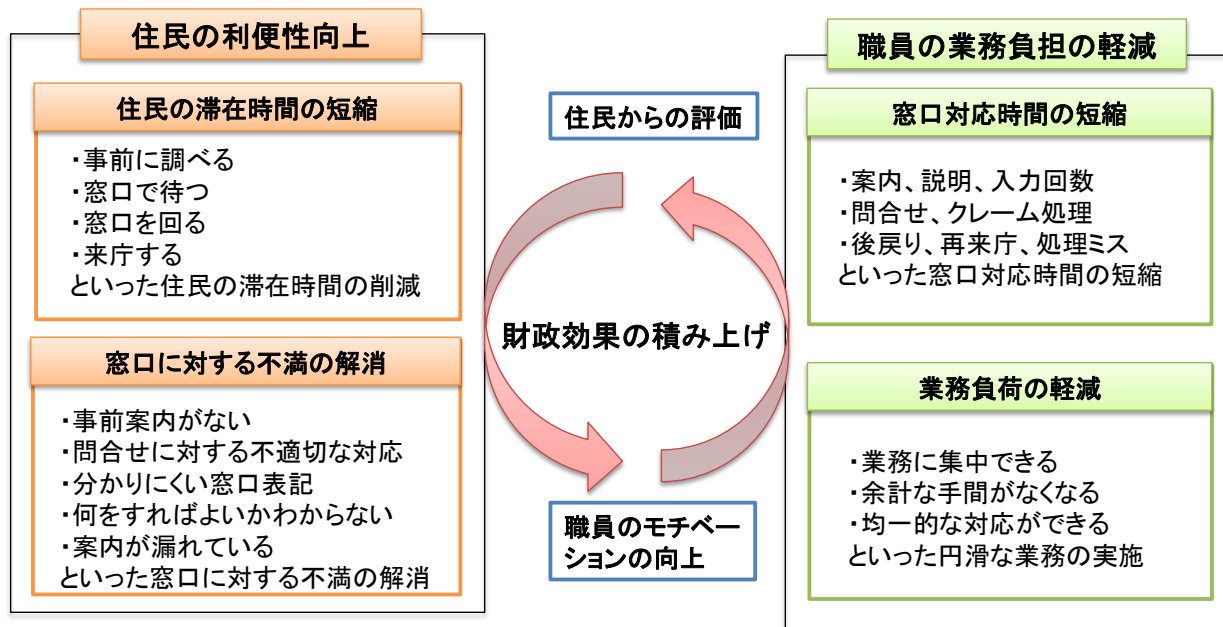 住民の利便性向上
住民の滞在時間の短縮
・事前に調べる
・窓口で待つ
・窓口を回る
・来庁する
といった住民の滞在時間の削減
窓口に対する不満の解消
・事前案内がない
・問合せに対する不適切な対応
・分かりにくい窓口表記
・何をすればよいかわからない
・案内が漏れている
といった窓口に対する不満の解消
住民からの評価
財政効果の積み上げ
職員のモチベー
ションの向上
職員の業務負担の軽減
窓口対応時間の短縮
・案内、説明、入力回数
・問合せ、クレーム処理
・後戻り、再来庁、処理ミス
といった窓口対応時間の短縮
業務負荷の軽減
・業務に集中できる
・余計な手間がなくなる
・均一的な対応ができる
といった円滑な業務の実施